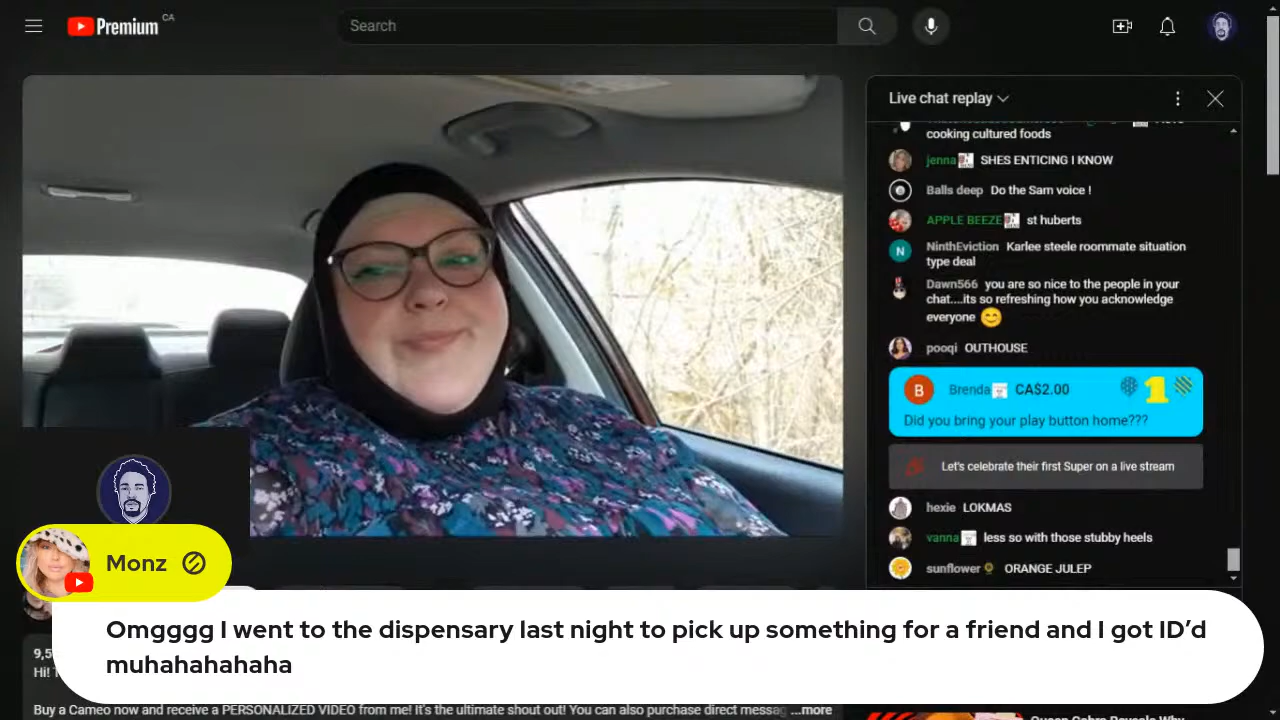 Premium CA
Search
Live chat replay
cooking cultured foods
jenna SHES ENTICING I KNOW
Balls deep Do the Sam voice !
APPLE BEEZE st huberts
NinthEviction Karlee steele roommate situation
type deal
Dawn566 you are so nice to the people in your
chat....its so refreshing how you acknowledge
everyone 😊
pooqi OUTHOUSE
B Brenda CA$2.00
1
Did you bring your play button home???
Let's celebrate their first Super on a live stream
hexie LOKMAS
vanna less so with those stubby heels
sunflower ORANGE JULEP
Monz
Omgggg I went to the dispensary last night to pick up something for a friend and I got ID'd
muhahahahaha
9,5
Hi!
Buy a Cameo now and receive a PERSONALIZED VIDEO from me! It's the ultimate shout out! You can also purchase direct messag ...more